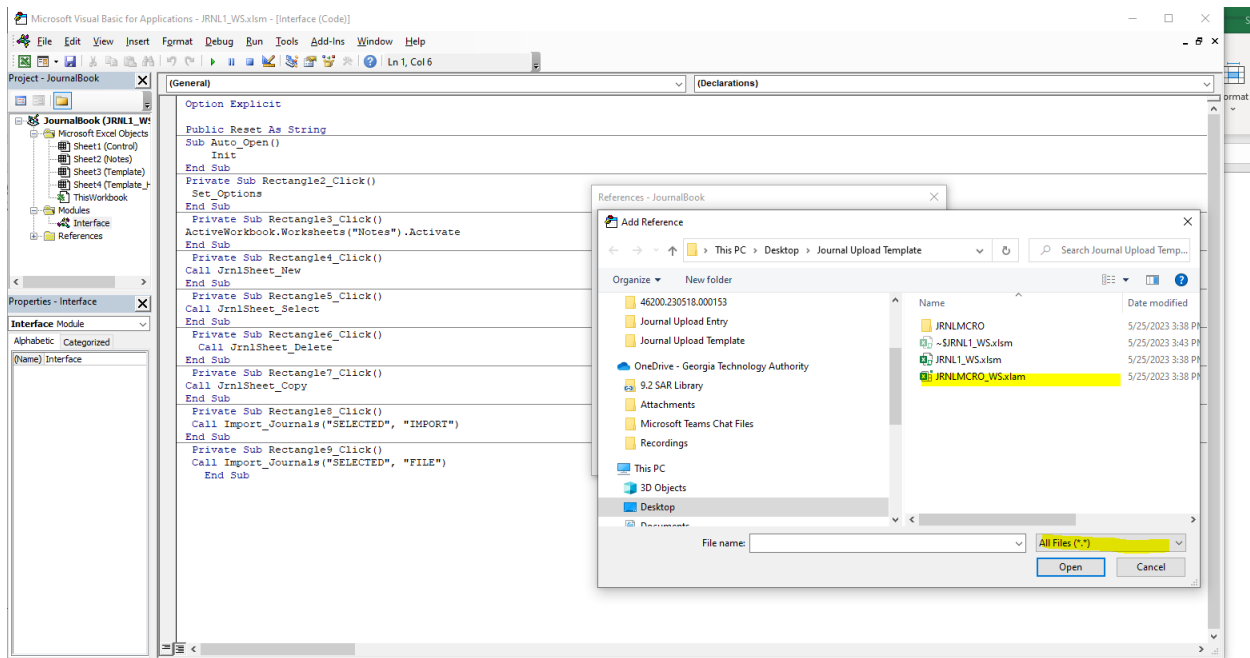 Microsoft Visual Basic for Applications - JRNL1_WS.xlsm - [Interface (Code)]
File Edit View Insert Format Debug Run Tools Add-Ins Window Help
Ln 1, Col 6
Project - JournalBook
(General)
(Declarations)
ormat
JournalBook (JRNL1_WS
Microsoft Excel Objects
Sheet1 (Control)
Sheet2 (Notes)
Sheet3 (Template)
Sheet4 (Template_H
ThisWorkbook
Modules
Interface
References
Properties - Interface
Interface Module
Alphabetic Categorized
(Name) Interface
Option Explicit
Public Reset As String
Sub Auto_Open()
Init
End Sub
Private Sub Rectangle2_Click()
Set_Options
End Sub
Private Sub Rectangle3_Click()
ActiveWorkbook.Worksheets("Notes").Activate
End Sub
Private Sub Rectangle4_Click()
Call JrnlSheet_New
End Sub
Private Sub Rectangle5_Click()
Call JrnlSheet_Select
End Sub
Private Sub Rectangle6_Click()
Call JrnlSheet_Delete
End Sub
Private Sub Rectangle7_Click()
Call JrnlSheet_Copy
End Sub
Private Sub Rectangle8_Click()
Call Import_Journals("SELECTED", "IMPORT")
End Sub
Private Sub Rectangle9_Click()
Call Import_Journals("SELECTED", "FILE")
End Sub
References - JournalBook
Add Reference
This PC > Desktop > Journal Upload Template
Search Journal Upload Temp...
Organize New folder
46200.230518.000153
Journal Upload Entry
Journal Upload Template
OneDrive - Georgia Technology Authority
9.2 SAR Library
Attachments
Microsoft Teams Chat Files
Recordings
This PC
3D Objects
Desktop
Documents
Name Date modified
JRNLMCRO 5/25/2023 3:38 PM
~$JRNL1_WS.xlsm 5/25/2023 3:43 PM
JRNL1_WS.xlsm 5/25/2023 3:38 PM
JRNLMCRO_WS.xlam 5/25/2023 3:38 PM
File name:
All Files (*.*)
Open Cancel